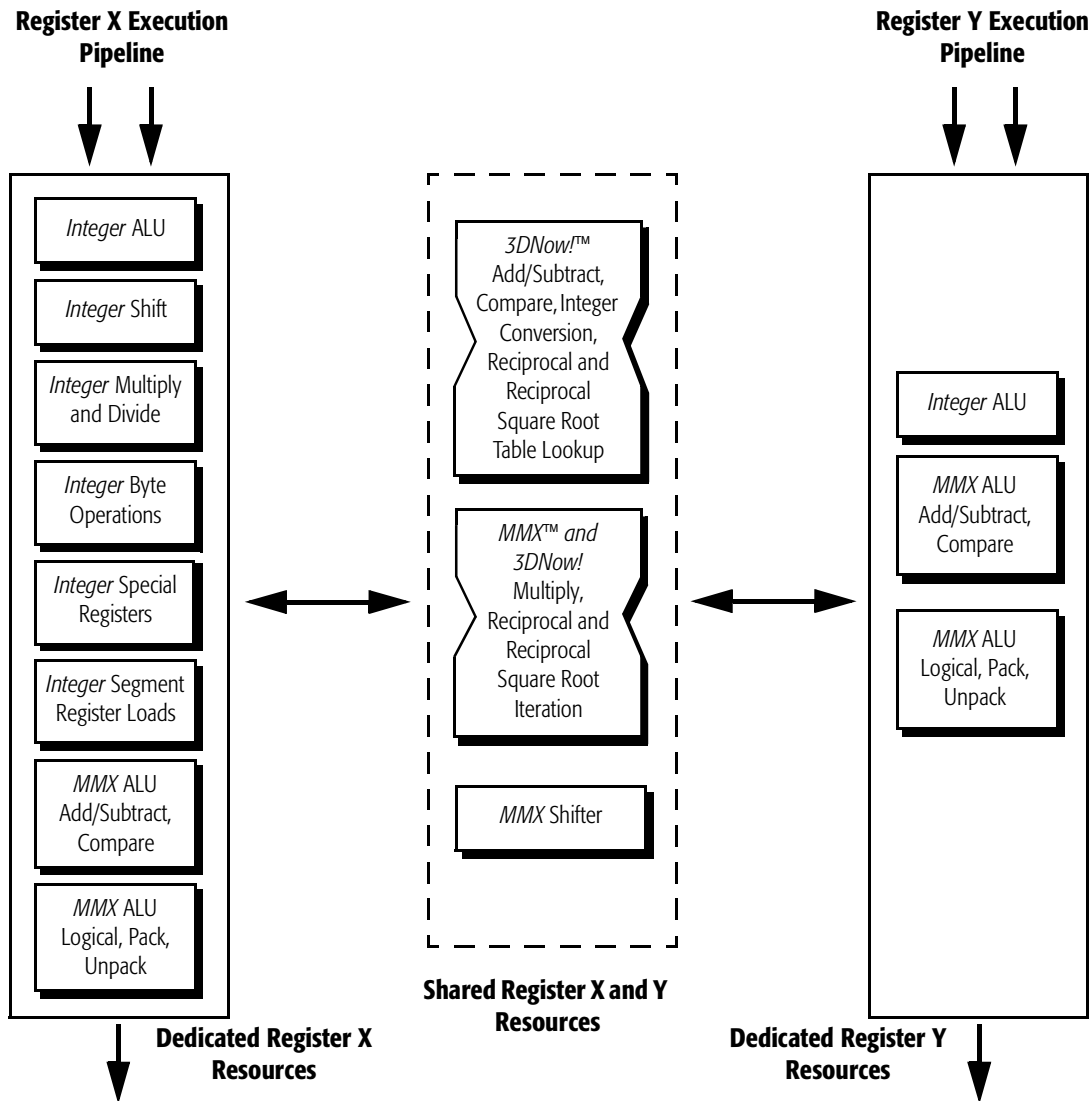 Register X Execution
Pipeline
Register Y Execution
Pipeline
Integer ALU
Integer Shift
Integer Multiply
and Divide
Integer Byte
Operations
Integer Special
Registers
Integer Segment
Register Loads
MMX ALU
Add/Subtract,
Compare
MMX ALU
Logical, Pack,
Unpack
3DNow!™
Add/Subtract,
Compare, Integer
Conversion,
Reciprocal and
Reciprocal
Square Root
Table Lookup
MMX™ and
3DNow!
Multiply,
Reciprocal and
Reciprocal
Square Root
Iteration
MMX Shifter
Integer ALU
MMX ALU
Add/Subtract,
Compare
MMX ALU
Logical, Pack,
Unpack
Shared Register X and Y
Resources
Dedicated Register X
Resources
Dedicated Register Y
Resources